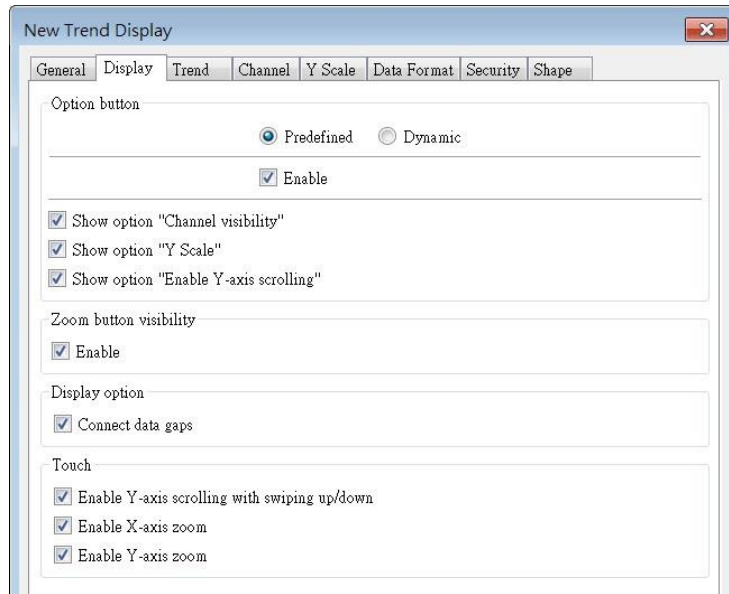 New Trend Display
General Display Trend Channel Y Scale Data Format Security Shape
Option button
Predefined Dynamic
Enable
Show option "Channel visibility"
Show option "Y Scale"
Show option "Enable Y-axis scrolling"
Zoom button visibility
Enable
Display option
Connect data gaps
Touch
Enable Y-axis scrolling with swiping up/down
Enable X-axis zoom
Enable Y-axis zoom